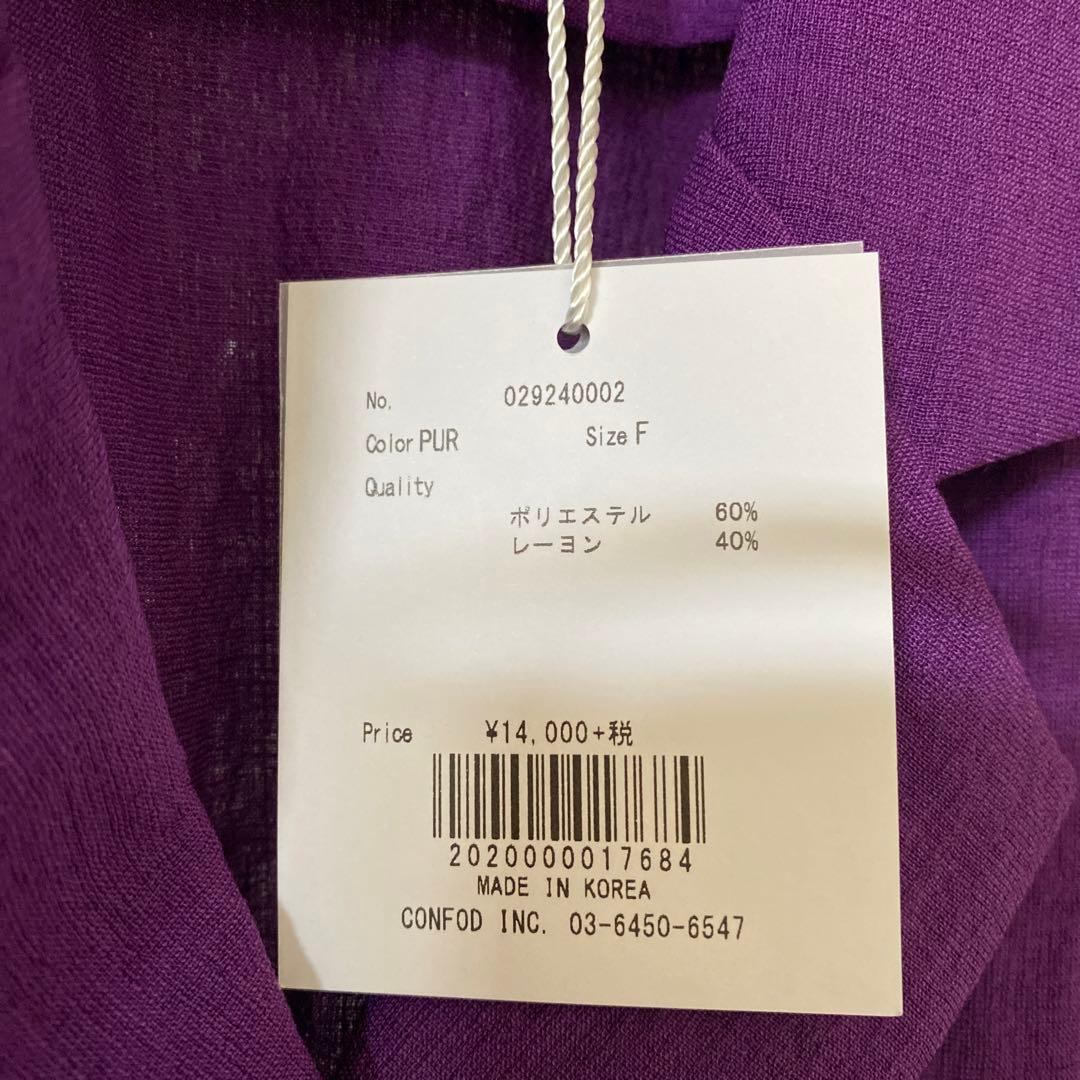 No. 029240002
Color PUR Size F
Quality
ポリエステル 60%
レーヨン 40%
Price ¥14,000+税
2020000017684
MADE IN KOREA
CONFOD INC. 03-6450-6547